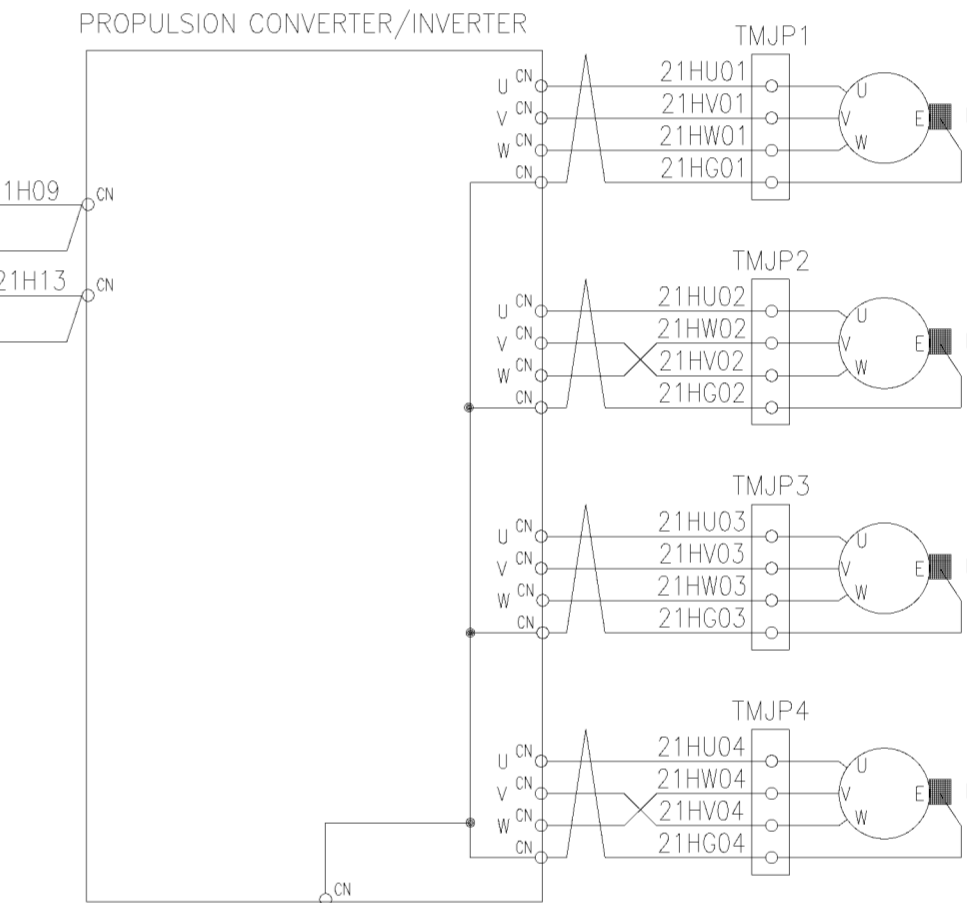 PROPULSION CONVERTER/INVERTER
1H09
CN
21H13
CN
CN
TMJP1
U CN 21HU01 U
V CN 21HV01 V E
W CN 21HW01 W
CN 21HG01
TMJP2
U CN 21HU02 U
V CN 21HW02 V E
W CN 21HV02 W
CN 21HG02
TMJP3
U CN 21HU03 U
V CN 21HV03 V E
W CN 21HW03 W
CN 21HG03
TMJP4
U CN 21HU04 U
V CN 21HW04 V E
W CN 21HV04 W
CN 21HG04